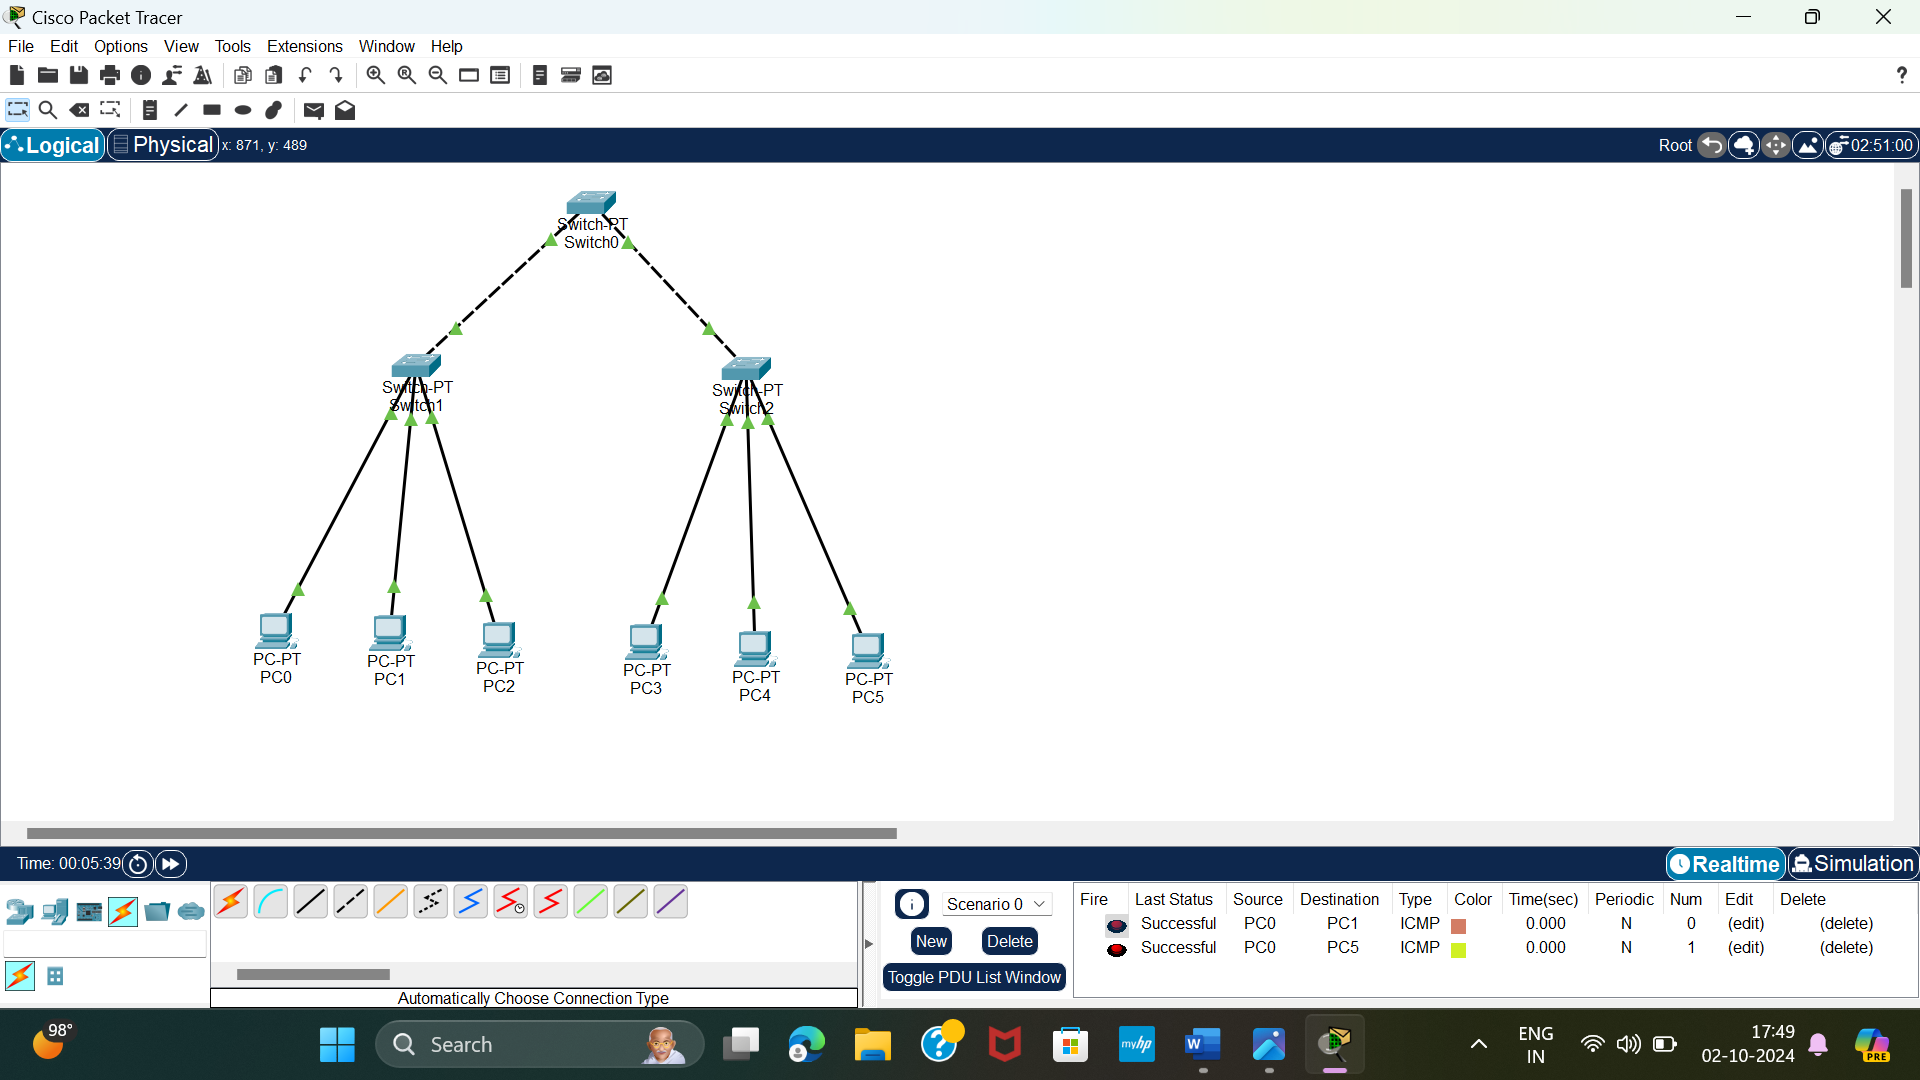 Cisco Packet Tracer
File Edit Options View Tools Extensions Window Help
?
Logical Physical x: 871, y: 489 Root 02:51:00
Switch-PT
Switch0
Switch-PT
Switch1
Switch-PT
Switch2
PC-PT
PC0
PC-PT
PC1
PC-PT
PC2
PC-PT
PC3
PC-PT
PC4
PC-PT
PC5
Time: 00:05:39 Realtime Simulation
Scenario 0
New Delete
Toggle PDU List Window
Automatically Choose Connection Type
Fire Last Status Source Destination Type Color Time(sec) Periodic Num Edit Delete
Successful PC0 PC1 ICMP 0.000 N 0 (edit) (delete)
Successful PC0 PC5 ICMP 0.000 N 1 (edit) (delete)
98°
Search
myhp
W
ENG
IN
17:49
02-10-2024
PRE